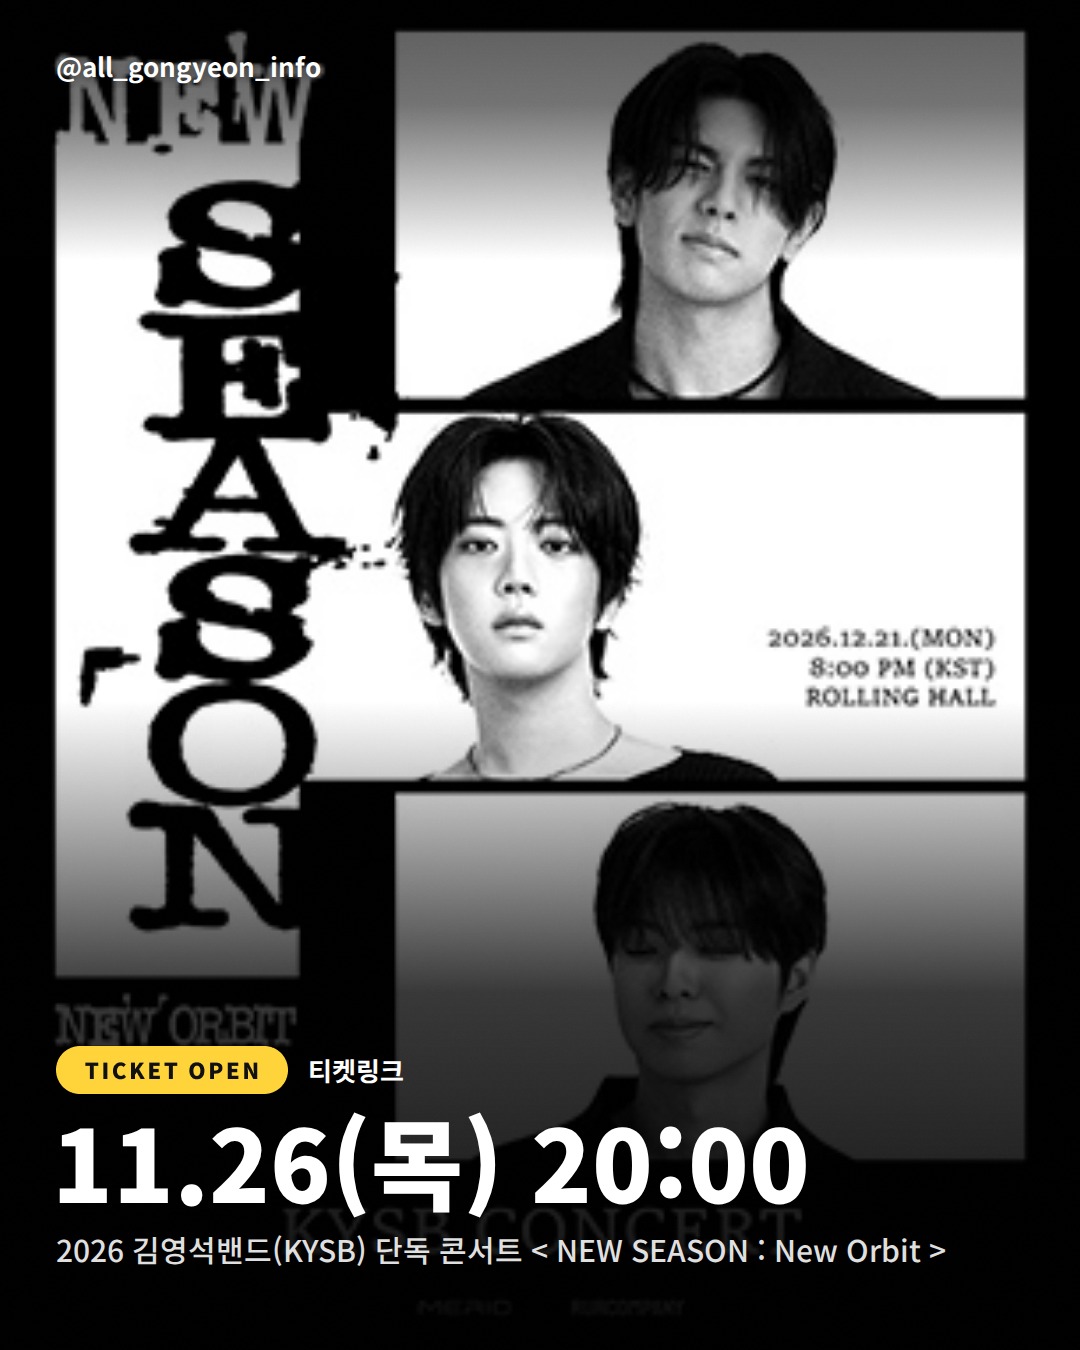 @all_gongyeon_info
NEW
SEASON
2026.12.21.(MON)
8:00 PM (KST)
ROLLING HALL
NEW ORBIT
TICKET OPEN 티켓링크
11.26(목) 20:00
KYSB CONCERT
2026 김영석밴드(KYSB) 단독 콘서트 < NEW SEASON : New Orbit >